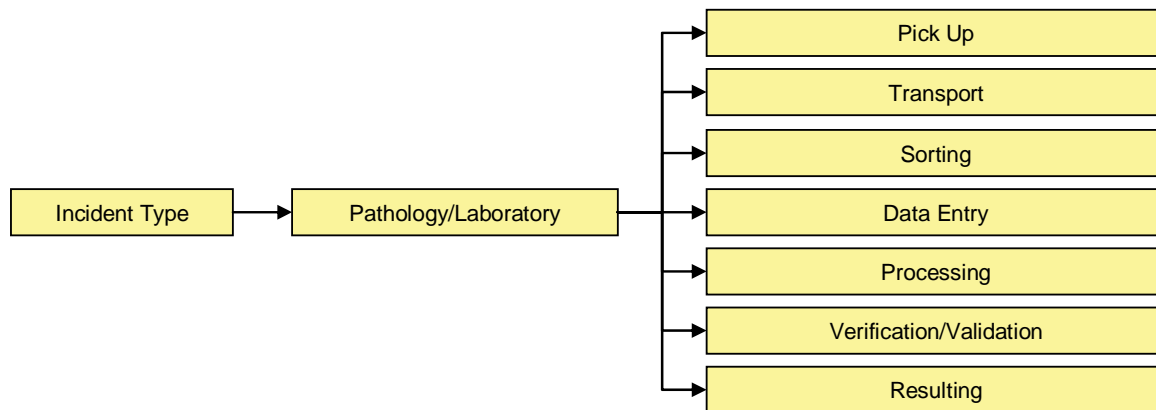 Incident Type
Pathology/Laboratory
Pick Up
Transport
Sorting
Data Entry
Processing
Verification/Validation
Resulting